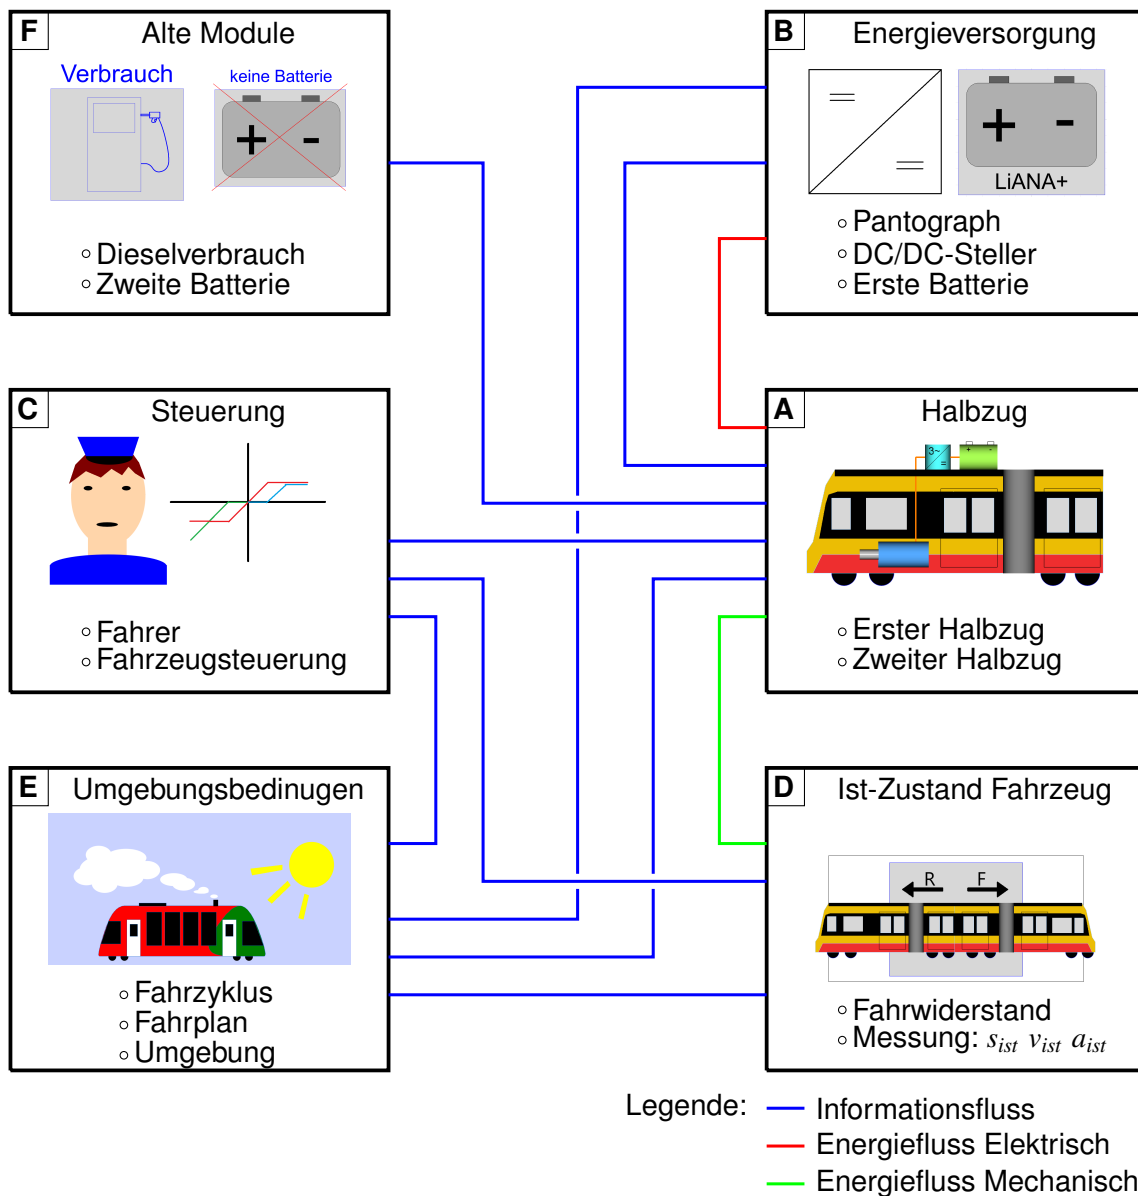 F Alte Module
Verbrauch
keine Batterie
+ -
Dieselverbrauch
Zweite Batterie
B Energieversorgung
+ -
LiANA+
Pantograph
DC/DC-Steller
Erste Batterie
C Steuerung
Fahrer
Fahrzeugsteuerung
A Halbzug
3~
=
+ -
Erster Halbzug
Zweiter Halbzug
E Umgebungsbedinugen
Fahrzyklus
Fahrplan
Umgebung
D Ist-Zustand Fahrzeug
R F
Fahrwiderstand
Messung: s_ist v_ist a_ist
Legende:
Informationsfluss
Energiefluss Elektrisch
Energiefluss Mechanisch